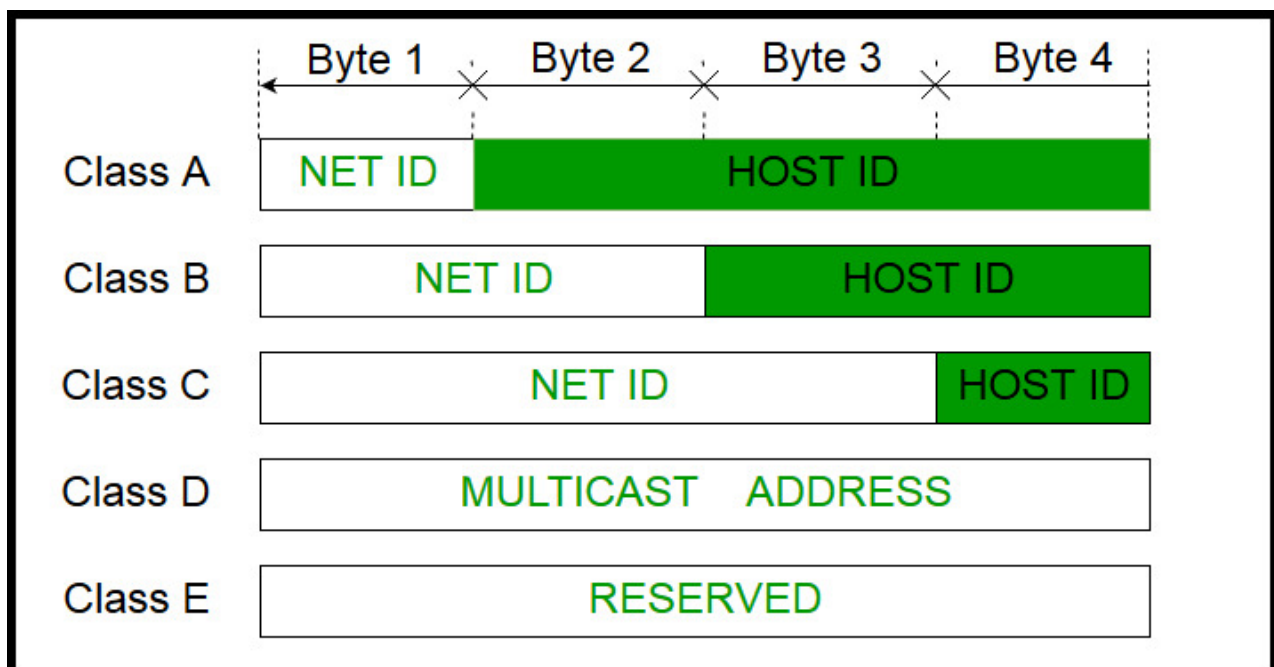 Byte 1 Byte 2 Byte 3 Byte 4
Class A NET ID HOST ID
Class B NET ID HOST ID
Class C NET ID HOST ID
Class D MULTICAST ADDRESS
Class E RESERVED